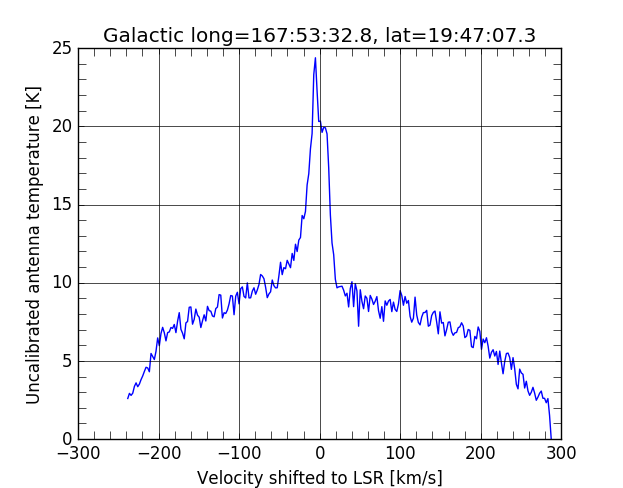 Galactic long=167:53:32.8, lat=19:47:07.3
Uncalibrated antenna temperature [K]
25
20
15
10
5
0
−300 −200 −100 0 100 200 300
Velocity shifted to LSR [km/s]